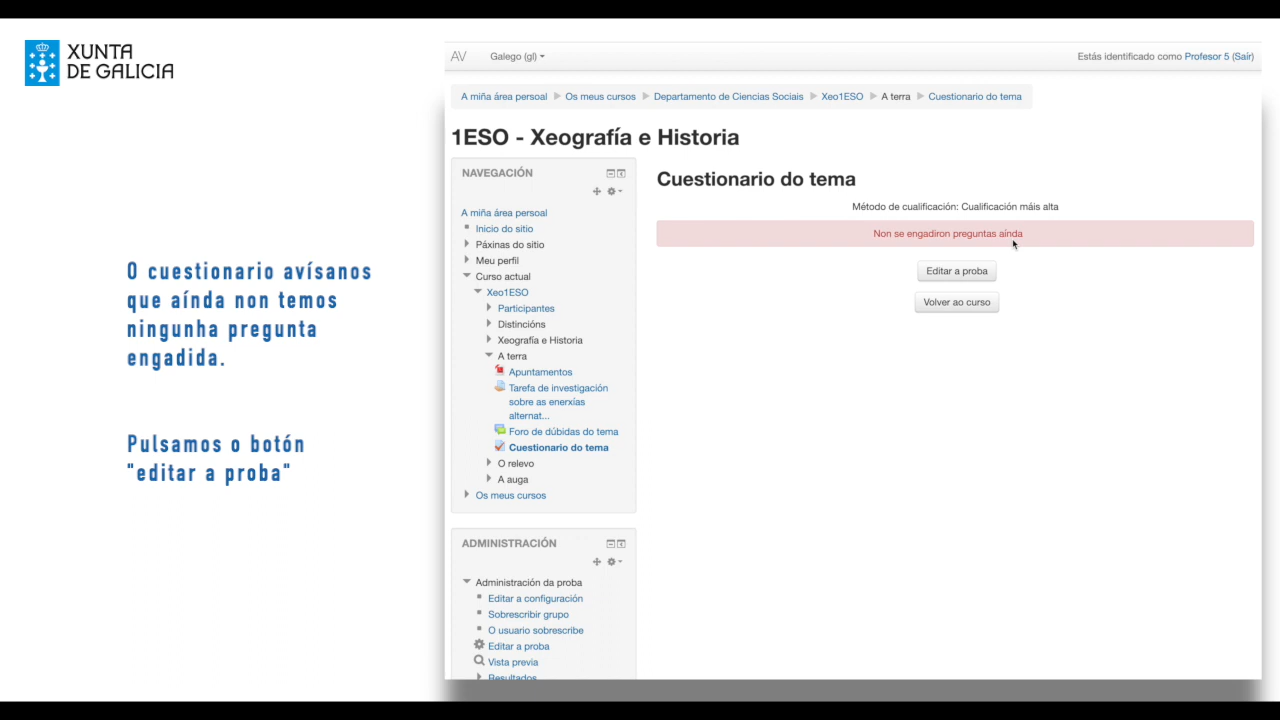 XUNTA
DE GALICIA
O cuestionario avísanos
que aínda non temos
ningunha pregunta
engadida.
Pulsamos o botón
"editar a proba"
AV Galego (gl) Estás identificado como Profesor 5 (Saír)
A miña área persoal Os meus cursos Departamento de Ciencias Sociais Xeo1ESO A terra Cuestionario do tema
1ESO - Xeografía e Historia
NAVEGACIÓN
A miña área persoal
Inicio do sitio
Páxinas do sitio
Meu perfil
Curso actual
Xeo1ESO
Participantes
Distincións
Xeografía e Historia
A terra
Apuntamentos
Tarefa de investigación
sobre as enerxías
alternat...
Foro de dúbidas do tema
Cuestionario do tema
O relevo
A auga
Os meus cursos
ADMINISTRACIÓN
Administración da proba
Editar a configuración
Sobrescribir grupo
O usuario sobrescribe
Editar a proba
Vista previa
Resultados
Cuestionario do tema
Método de cualificación: Cualificación máis alta
Non se engadiron preguntas aínda
Editar a proba
Volver ao curso